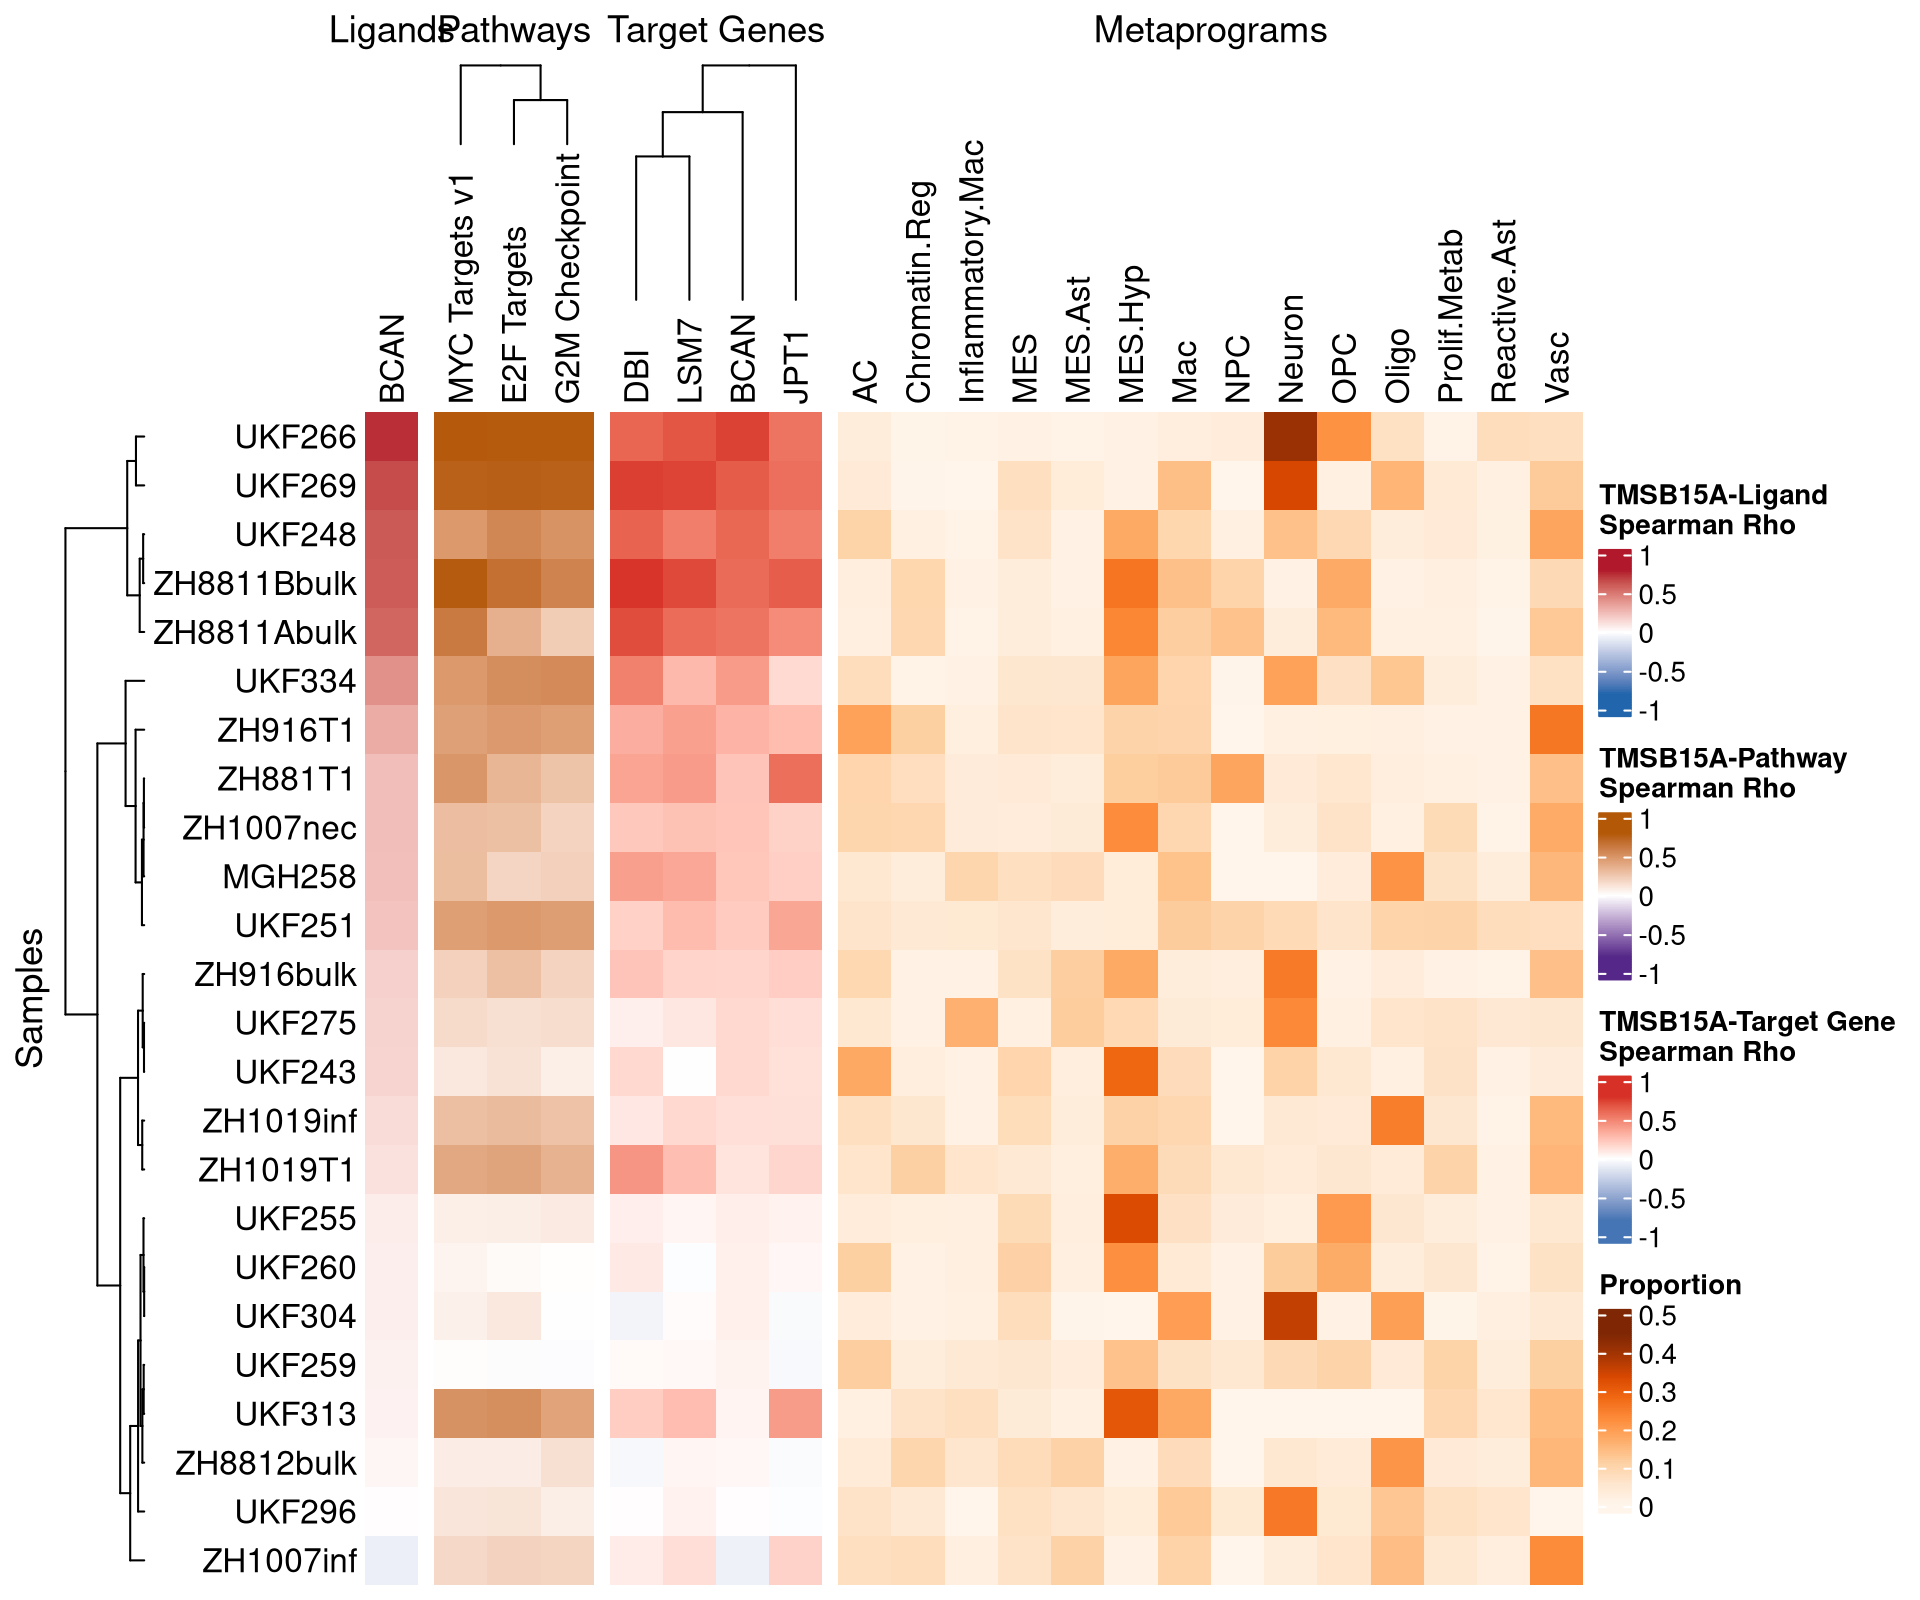 Ligands Pathways Target Genes Metaprograms
BCAN
MYC Targets v1
E2F Targets
G2M Checkpoint
DBI
LSM7
BCAN
JPT1
AC
Chromatin.Reg
Inflammatory.Mac
MES
MES.Ast
MES.Hyp
Mac
NPC
Neuron
OPC
Oligo
Prolif.Metab
Reactive.Ast
Vasc
Samples
UKF266
UKF269
UKF248
ZH8811Bbulk
ZH8811Abulk
UKF334
ZH916T1
ZH881T1
ZH1007nec
MGH258
UKF251
ZH916bulk
UKF275
UKF243
ZH1019inf
ZH1019T1
UKF255
UKF260
UKF304
UKF259
UKF313
ZH8812bulk
UKF296
ZH1007inf
TMSB15A-Ligand
Spearman Rho
1
0.5
0
-0.5
-1
TMSB15A-Pathway
Spearman Rho
1
0.5
0
-0.5
-1
TMSB15A-Target Gene
Spearman Rho
1
0.5
0
-0.5
-1
Proportion
0.5
0.4
0.3
0.2
0.1
0